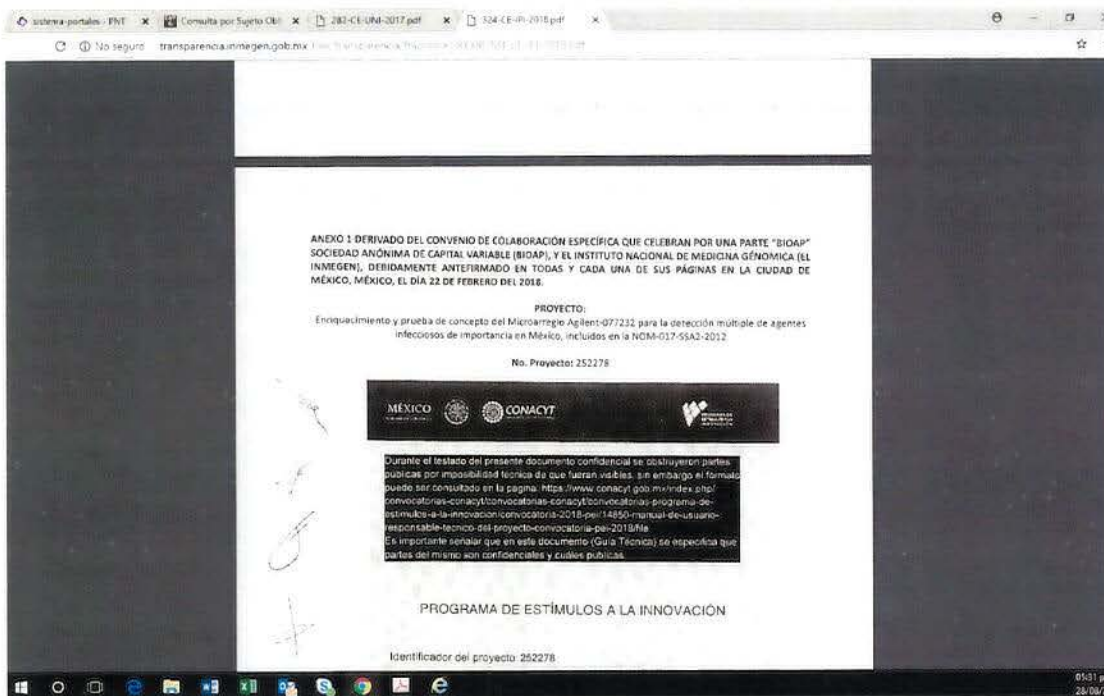 sistema-portales - PNT
Consulta por Sujeto Obl
282-CE-UNI-2017.pdf
324-CE-IPI-2018.pdf
No seguro
transparencia.inmegen.gob.mx
ANEXO 1 DERIVADO DEL CONVENIO DE COLABORACIÓN ESPECÍFICA QUE CELEBRAN POR UNA PARTE "BIOAP"
SOCIEDAD ANÓNIMA DE CAPITAL VARIABLE (BIOAP), Y EL INSTITUTO NACIONAL DE MEDICINA GÉNOMICA (EL
INMEGEN), DEBIDAMENTE ANTEFIRMADO EN TODAS Y CADA UNA DE SUS PÁGINAS EN LA CIUDAD DE
MÉXICO, MÉXICO, EL DÍA 22 DE FEBRERO DEL 2018.
PROYECTO:
Enriquecimiento y prueba de concepto del Microarreglo Agilent-077232 para la detección múltiple de agentes
infecciosos de importancia en México, incluidos en la NOM-017-SSA2-2012
No. Proyecto: 252278
MÉXICO
CONACYT
Durante el testado del presente documento confidencial se obstruyeron partes
públicas por imposibilidad técnica de que fueran visibles, sin embargo el formato
puede ser consultado en la pagina: https://www.conacyt.gob.mx/index.php/
convocatorias-conacyt/convocatorias-conacyt/convocatorias-programa-de-
estimulos-a-la-innovacion/convocatoria-2018-pei/14850-manual-de-usuario-
responsable-tecnico-del-proyecto-convocatoria-pei-2018/file
Es importante señalar que en este documento (Guía Técnica) se especifica que
partes del mismo son confidenciales y cuáles publicas.
PROGRAMA DE ESTÍMULOS A LA INNOVACIÓN
Identificador del proyecto: 252278
05:31 p
28/08/